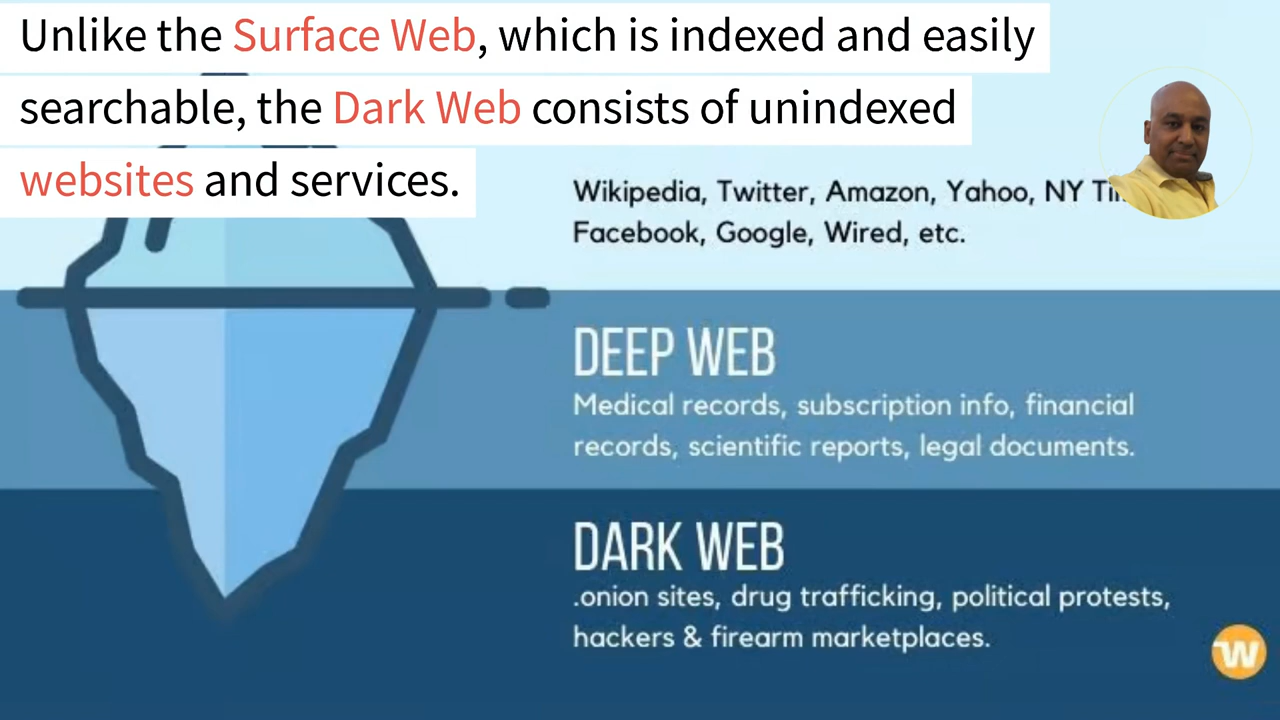 Unlike the Surface Web, which is indexed and easily
searchable, the Dark Web consists of unindexed
websites and services.
Wikipedia, Twitter, Amazon, Yahoo, NY
Facebook, Google, Wired, etc.
DEEP WEB
Medical records, subscription info, financial
records, scientific reports, legal documents.
DARK WEB
.onion sites, drug trafficking, political protests,
hackers & firearm marketplaces.
W